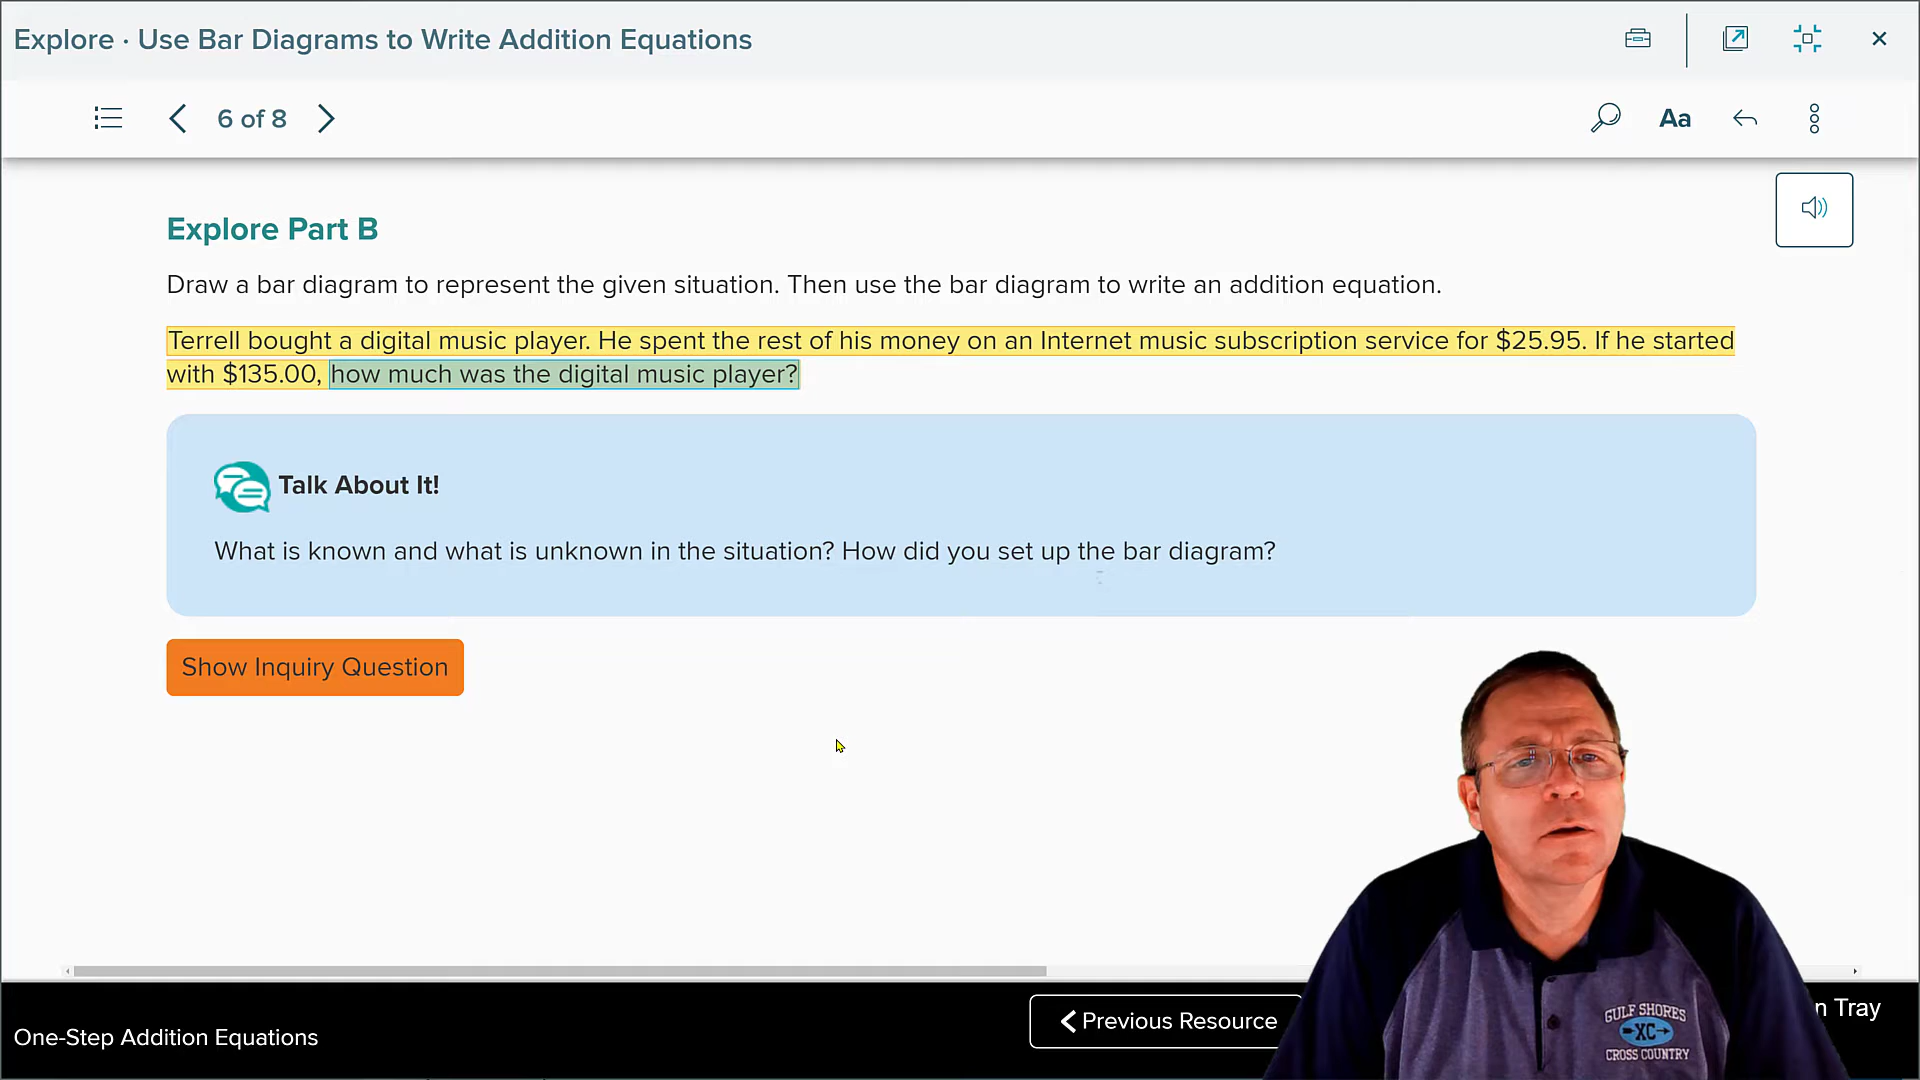 Explore · Use Bar Diagrams to Write Addition Equations
6 of 8
Aa
Explore Part B
Draw a bar diagram to represent the given situation. Then use the bar diagram to write an addition equation.
Terrell bought a digital music player. He spent the rest of his money on an Internet music subscription service for $25.95. If he started
with $135.00, how much was the digital music player?
Talk About It!
What is known and what is unknown in the situation? How did you set up the bar diagram?
Show Inquiry Question
One-Step Addition Equations
Previous Resource
Tray
GULF SHORES
XC
CROSS COUNTRY